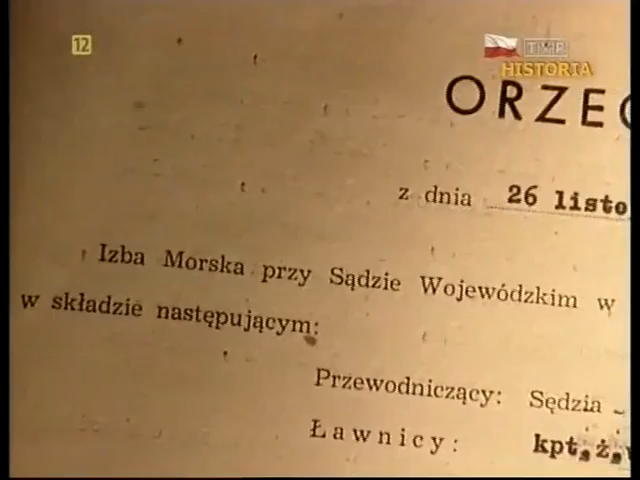 12
TVP
HISTORIA
ORZEC
z dnia 26 listo
Izba Morska przy Sądzie Wojewódzkim w
w składzie następującym:
Przewodniczący: Sędzia -
Ławnicy: kpt.ż.w